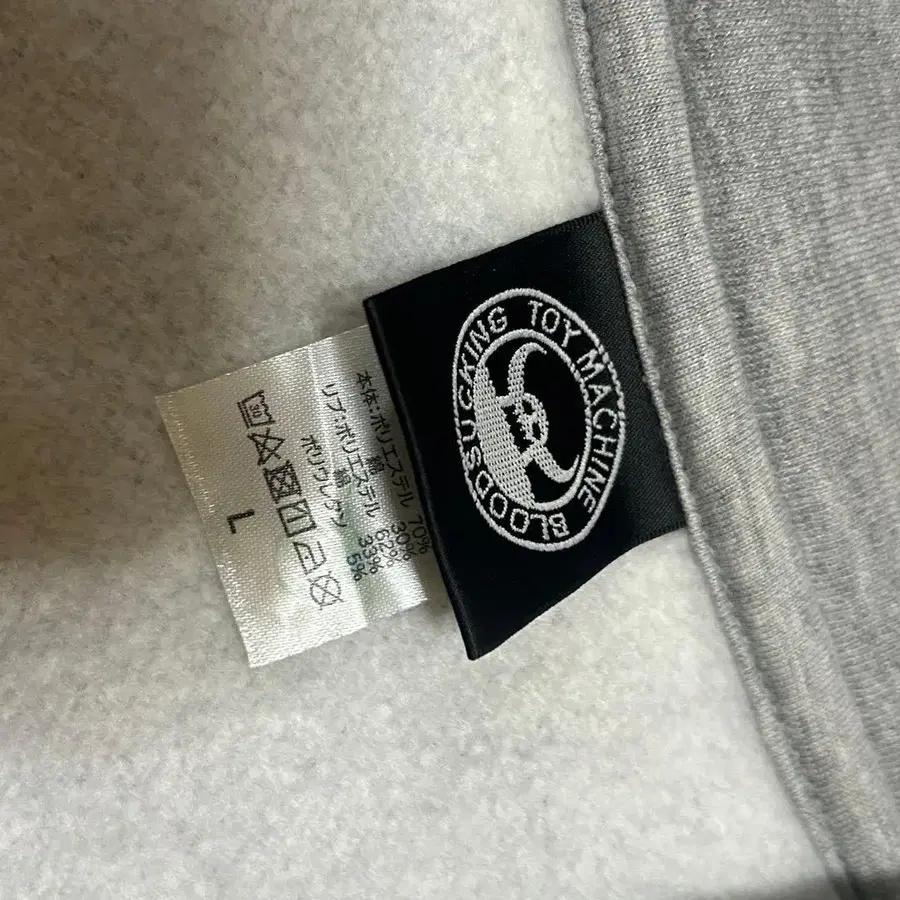 TOY MACHINE BLOODSUCKING
本体:ポリエステル 70%
綿 30%
リブ:ポリエステル 62%
綿 33%
ポリウレタン 5%
30
L